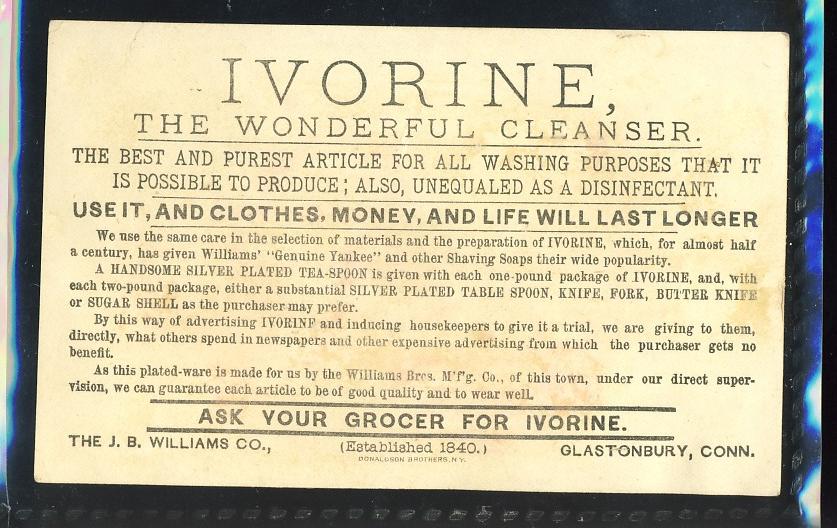 IVORINE,
THE WONDERFUL CLEANSER.
THE BEST AND PUREST ARTICLE FOR ALL WASHING PURPOSES THAT IT
IS POSSIBLE TO PRODUCE; ALSO, UNEQUALED AS A DISINFECTANT.
USE IT, AND CLOTHES, MONEY, AND LIFE WILL LAST LONGER
We use the same care in the selection of materials and the preparation of IVORINE, which, for almost half
a century, has given Williams' "Genuine Yankee" and other Shaving Soaps their wide popularity.
A HANDSOME SILVER PLATED TEA-SPOON is given with each one-pound package of IVORINE, and, with
each two-pound package, either a substantial SILVER PLATED TABLE SPOON, KNIFE, FORK, BUTTER KNIFE
or SUGAR SHELL as the purchaser may prefer.
By this way of advertising IVORINE and inducing housekeepers to give it a trial, we are giving to them,
directly, what others spend in newspapers and other expensive advertising from which the purchaser gets no
benefit.
As this plated-ware is made for us by the Williams Bros. M'f'g. Co., of this town, under our direct super-
vision, we can guarantee each article to be of good quality and to wear well.
ASK YOUR GROCER FOR IVORINE.
THE J. B. WILLIAMS CO., (Established 1840.) GLASTONBURY, CONN.
DONALDSON BROTHERS, N.Y.